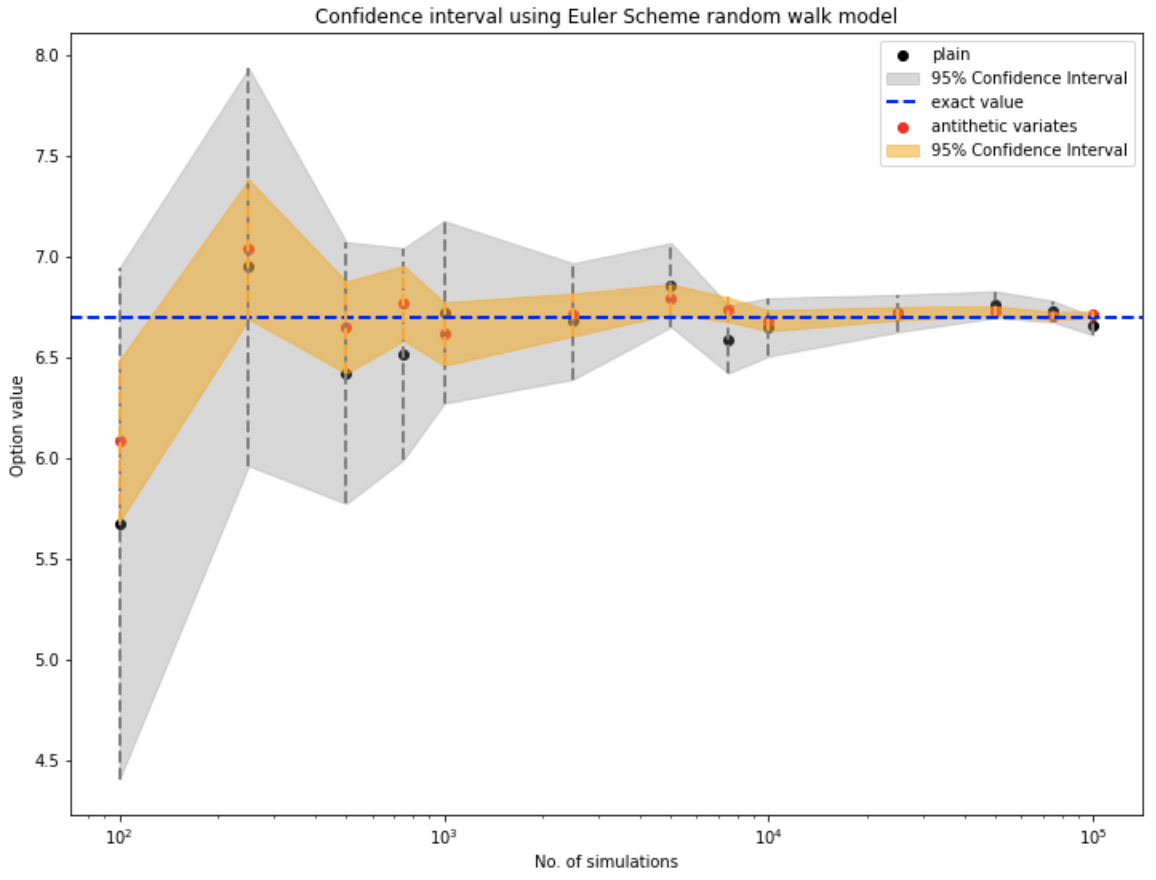 Confidence interval using Euler Scheme random walk model
plain
95% Confidence Interval
exact value
antithetic variates
95% Confidence Interval
8.0
7.5
7.0
6.5
6.0
5.5
5.0
4.5
Option value
10²
10³
10⁴
10⁵
No. of simulations